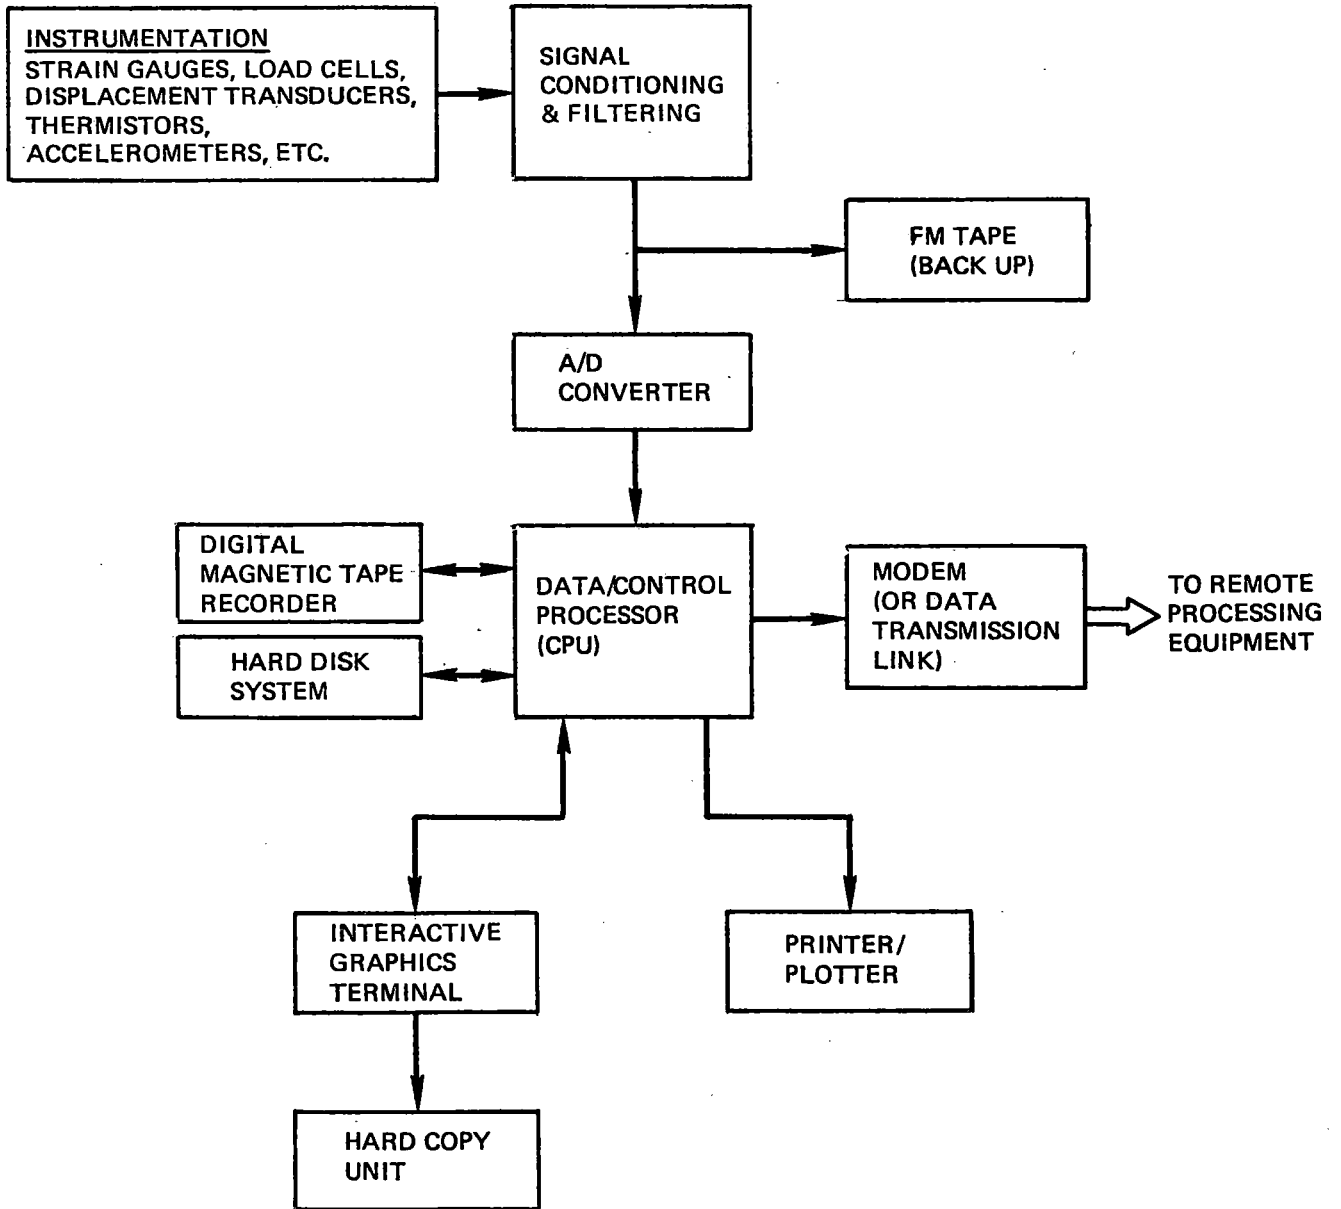 INSTRUMENTATION
STRAIN GAUGES, LOAD CELLS,
DISPLACEMENT TRANSDUCERS,
THERMISTORS,
ACCELEROMETERS, ETC.
SIGNAL
CONDITIONING
& FILTERING
FM TAPE
(BACK UP)
A/D
CONVERTER
DIGITAL
MAGNETIC TAPE
RECORDER
HARD DISK
SYSTEM
DATA/CONTROL
PROCESSOR
(CPU)
MODEM
(OR DATA
TRANSMISSION
LINK)
TO REMOTE
PROCESSING
EQUIPMENT
INTERACTIVE
GRAPHICS
TERMINAL
PRINTER/
PLOTTER
HARD COPY
UNIT